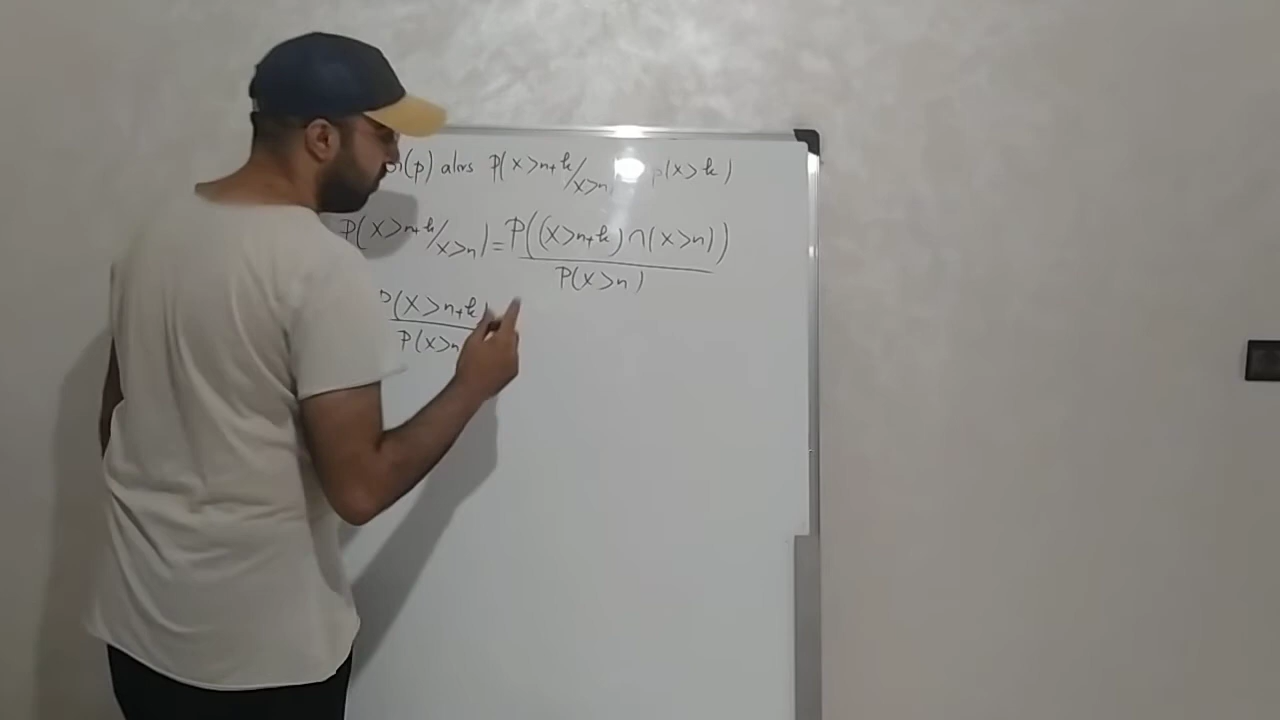 (p) alors P(X>n+k/X>n) p(X>k)
P(X>n+k/X>n)=P((X>n+k)∩(X>n))
P(X>n)
P(X>n+k
P(X>n